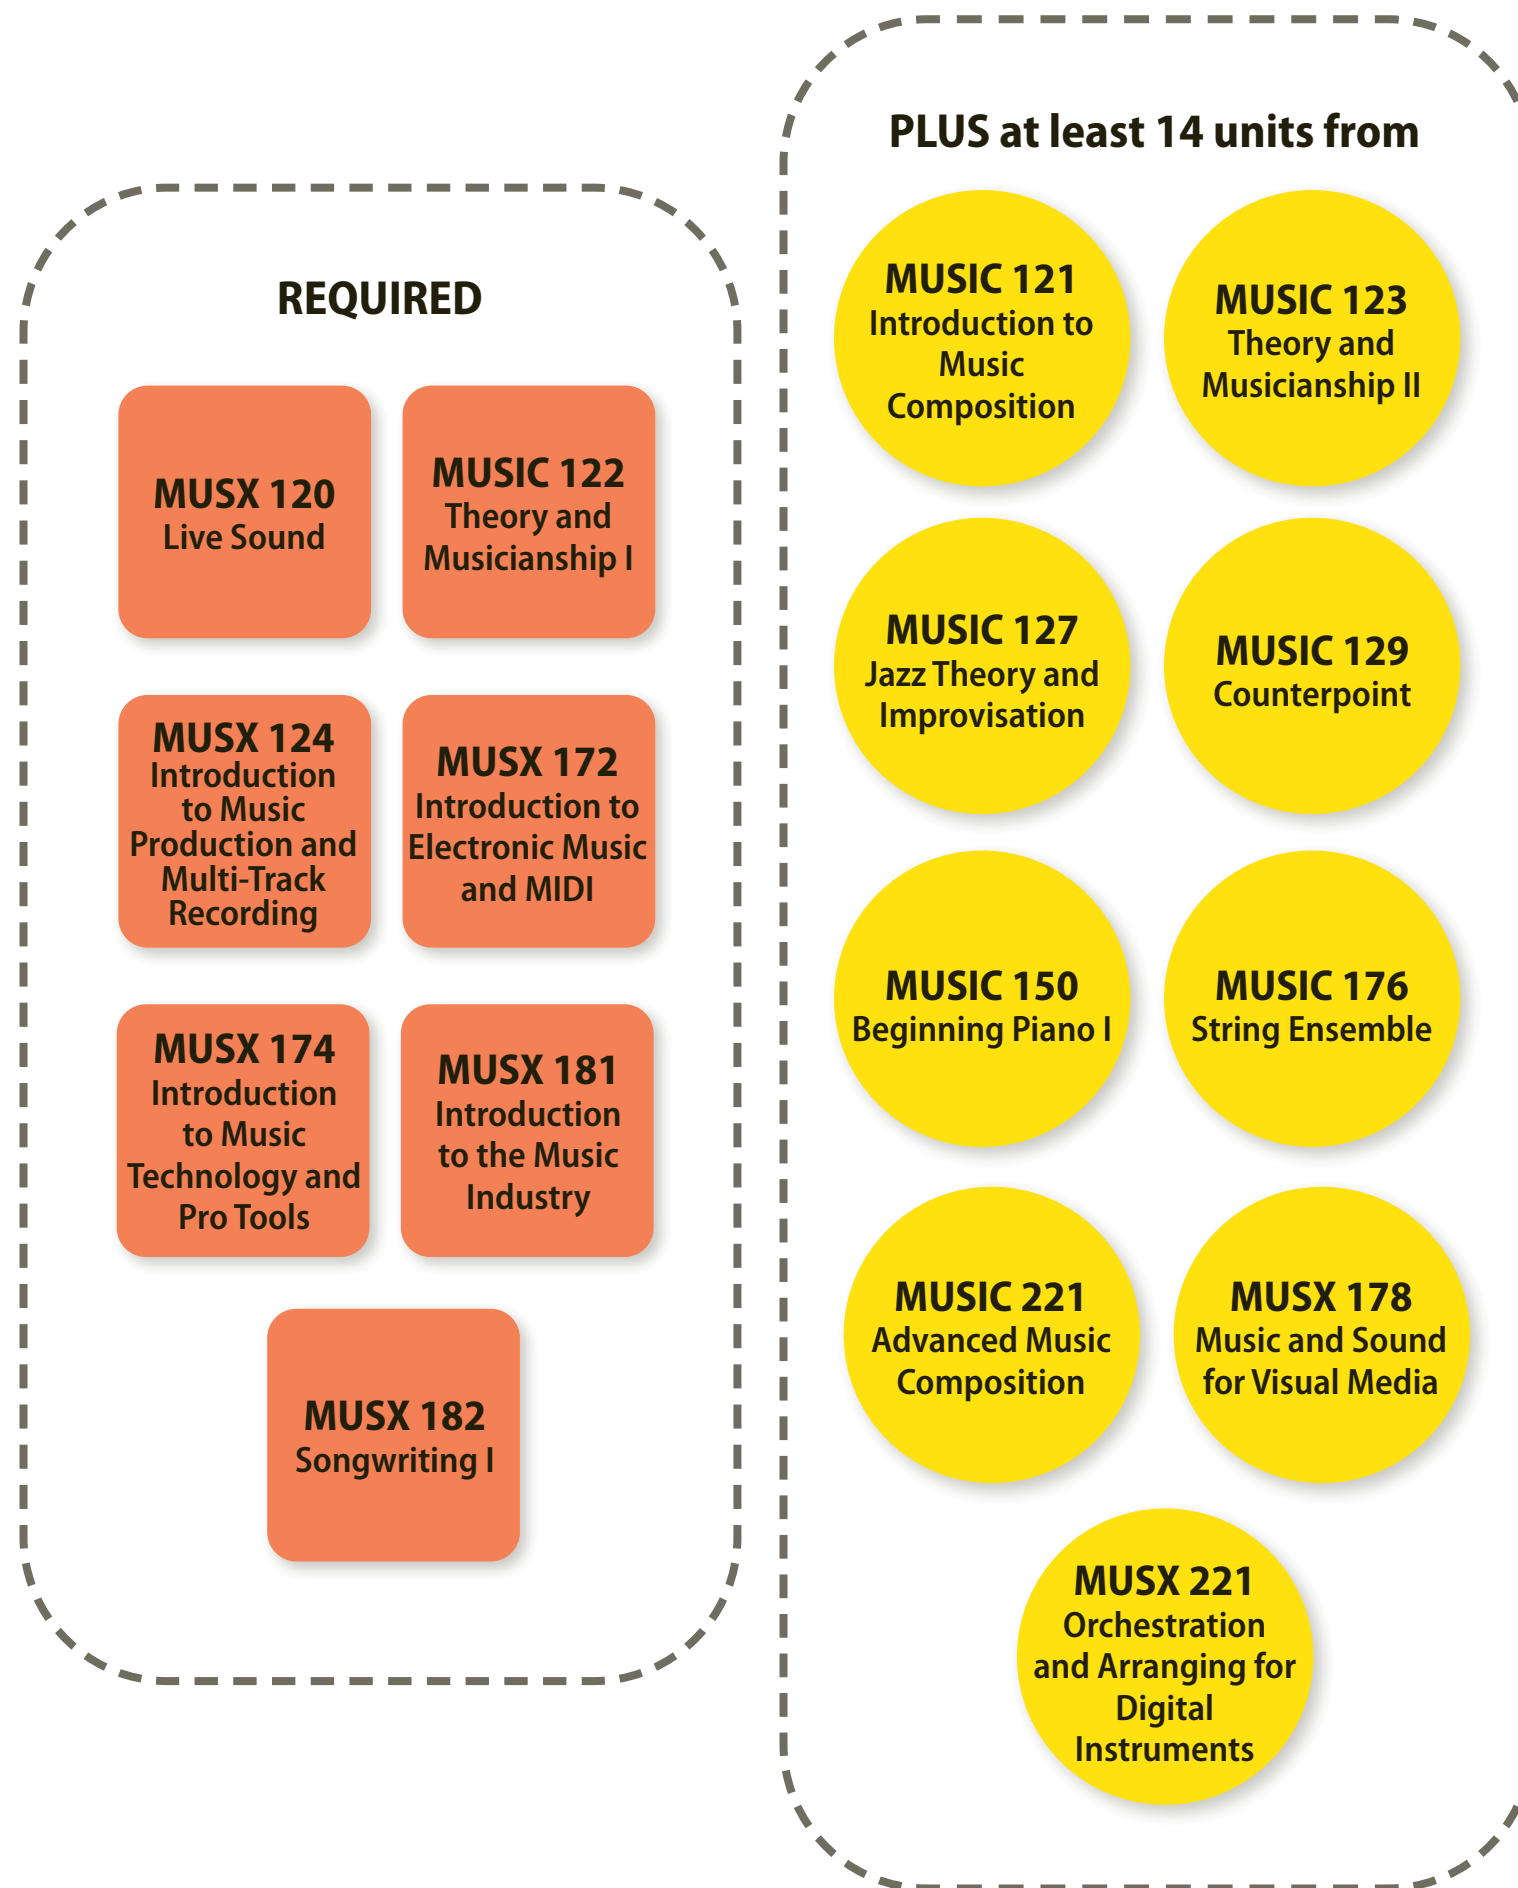 REQUIRED
MUSX 120
Live Sound
MUSIC 122
Theory and
Musicianship I
MUSX 124
Introduction
to Music
Production and
Multi-Track
Recording
MUSX 172
Introduction to
Electronic Music
and MIDI
MUSX 174
Introduction
to Music
Technology and
Pro Tools
MUSX 181
Introduction
to the Music
Industry
MUSX 182
Songwriting I
PLUS at least 14 units from
MUSIC 121
Introduction to
Music
Composition
MUSIC 123
Theory and
Musicianship II
MUSIC 127
Jazz Theory and
Improvisation
MUSIC 129
Counterpoint
MUSIC 150
Beginning Piano I
MUSIC 176
String Ensemble
MUSIC 221
Advanced Music
Composition
MUSX 178
Music and Sound
for Visual Media
MUSX 221
Orchestration
and Arranging for
Digital
Instruments